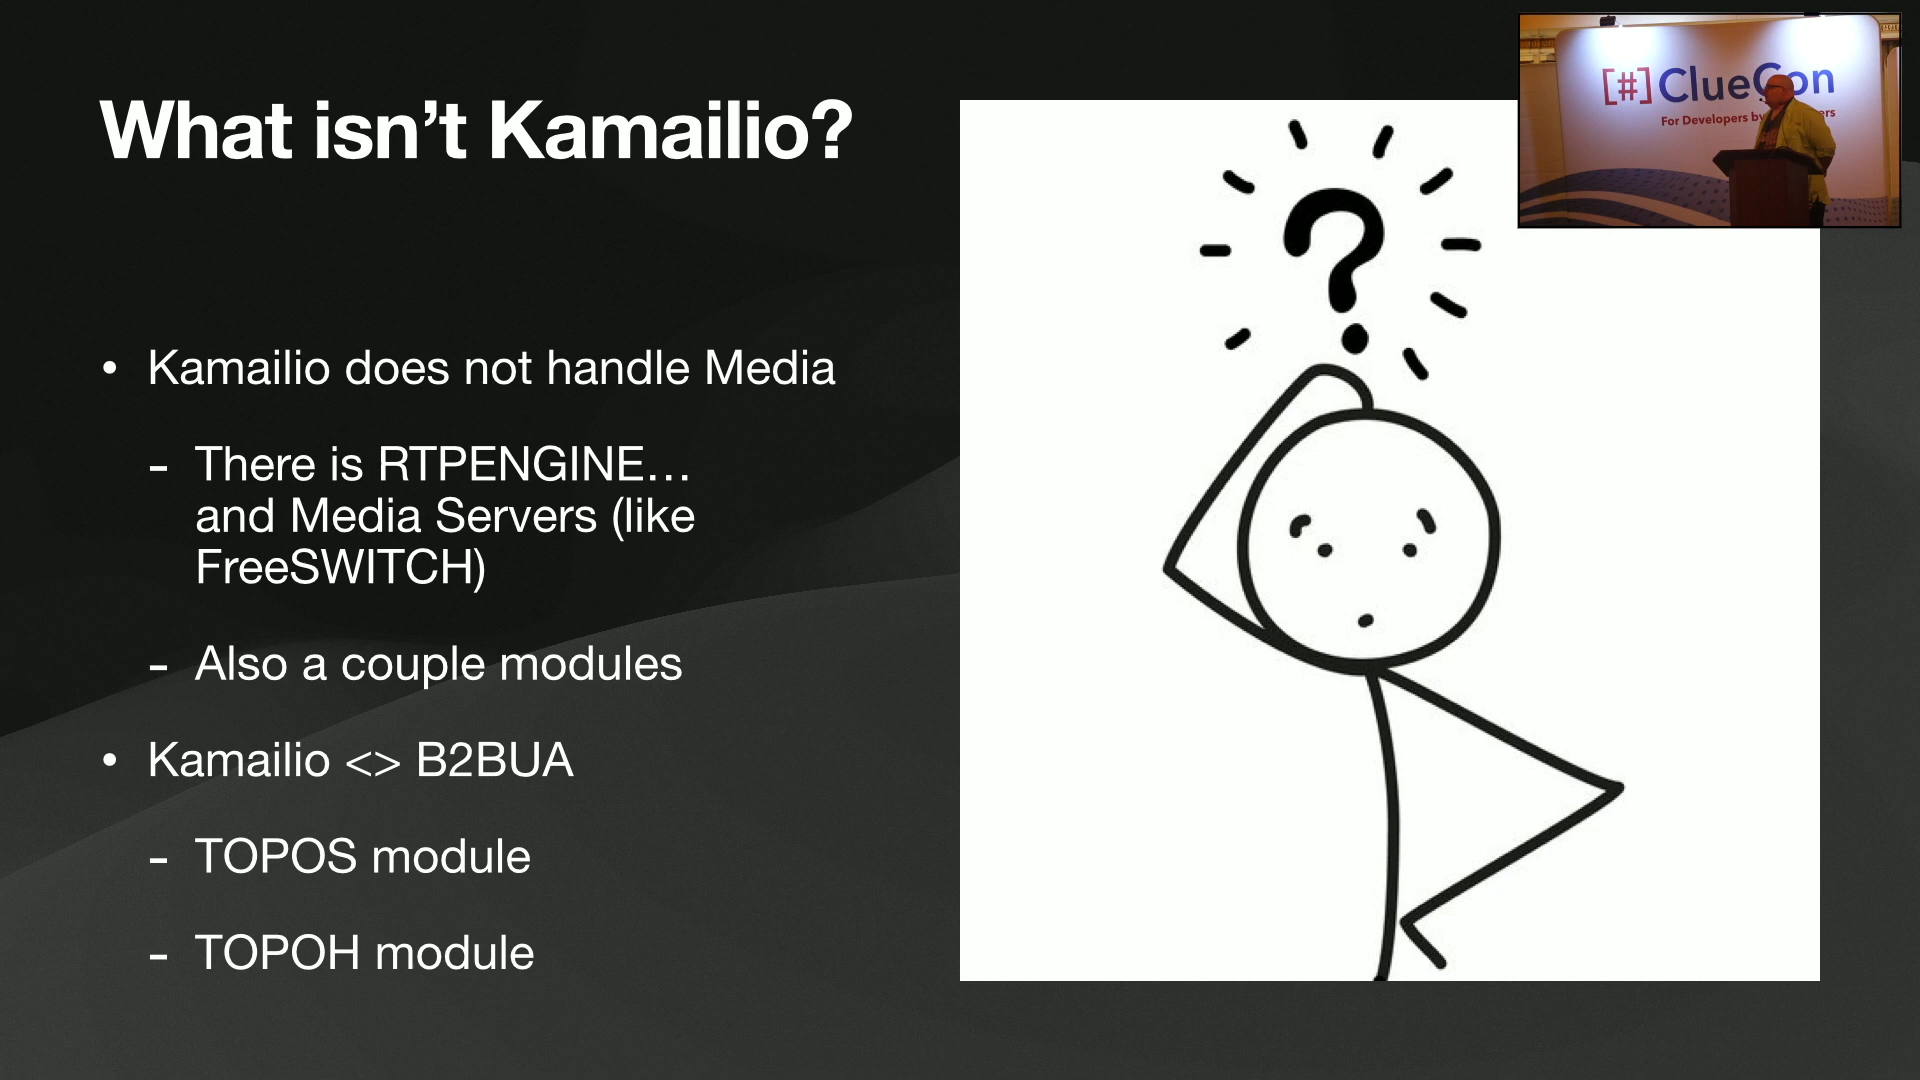 What isn’t Kamailio?
• Kamailio does not handle Media
- There is RTPENGINE…
and Media Servers (like
FreeSWITCH)
- Also a couple modules
• Kamailio <> B2BUA
- TOPOS module
- TOPOH module
?
[#] ClueCon
For Developers by